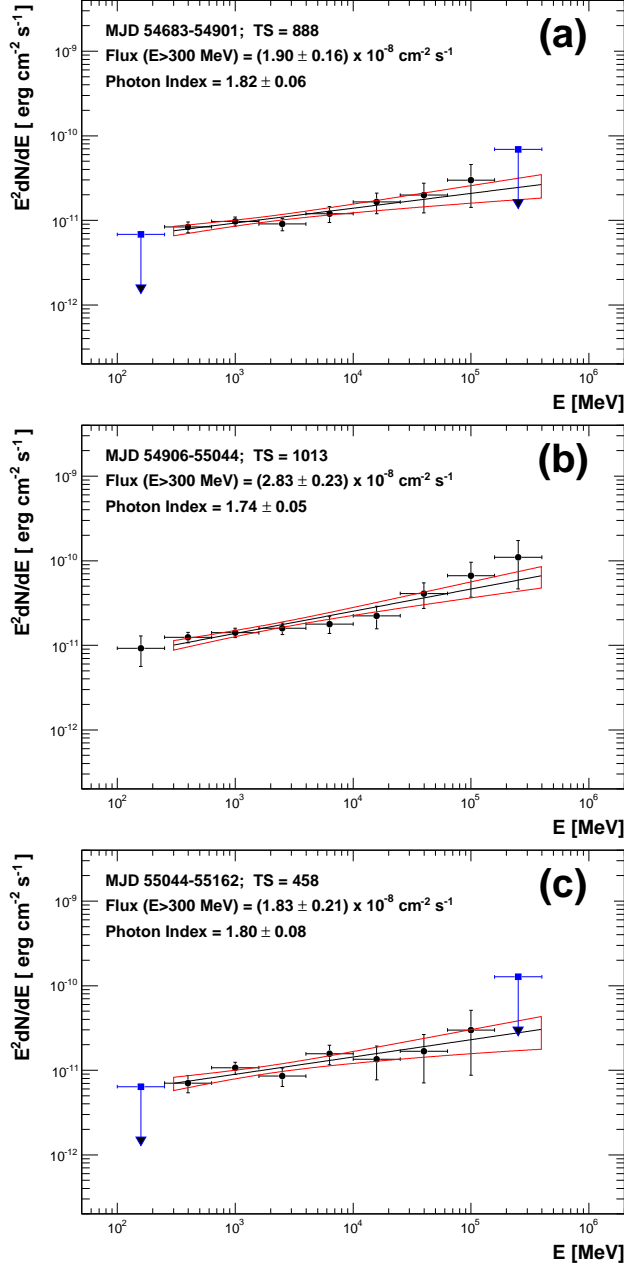 (a)
MJD 54683-54901; TS = 888
Flux (E>300 MeV) = (1.90 ± 0.16) x 10⁻⁸ cm⁻² s⁻¹
Photon Index = 1.82 ± 0.06
E²dN/dE [ erg cm⁻² s⁻¹ ]
10⁻⁹
10⁻¹⁰
10⁻¹¹
10⁻¹²
10² 10³ 10⁴ 10⁵ 10⁶
E [MeV]
(b)
MJD 54906-55044; TS = 1013
Flux (E>300 MeV) = (2.83 ± 0.23) x 10⁻⁸ cm⁻² s⁻¹
Photon Index = 1.74 ± 0.05
E²dN/dE [ erg cm⁻² s⁻¹ ]
10⁻⁹
10⁻¹⁰
10⁻¹¹
10⁻¹²
10² 10³ 10⁴ 10⁵ 10⁶
E [MeV]
(c)
MJD 55044-55162; TS = 458
Flux (E>300 MeV) = (1.83 ± 0.21) x 10⁻⁸ cm⁻² s⁻¹
Photon Index = 1.80 ± 0.08
E²dN/dE [ erg cm⁻² s⁻¹ ]
10⁻⁹
10⁻¹⁰
10⁻¹¹
10⁻¹²
10² 10³ 10⁴ 10⁵ 10⁶
E [MeV]